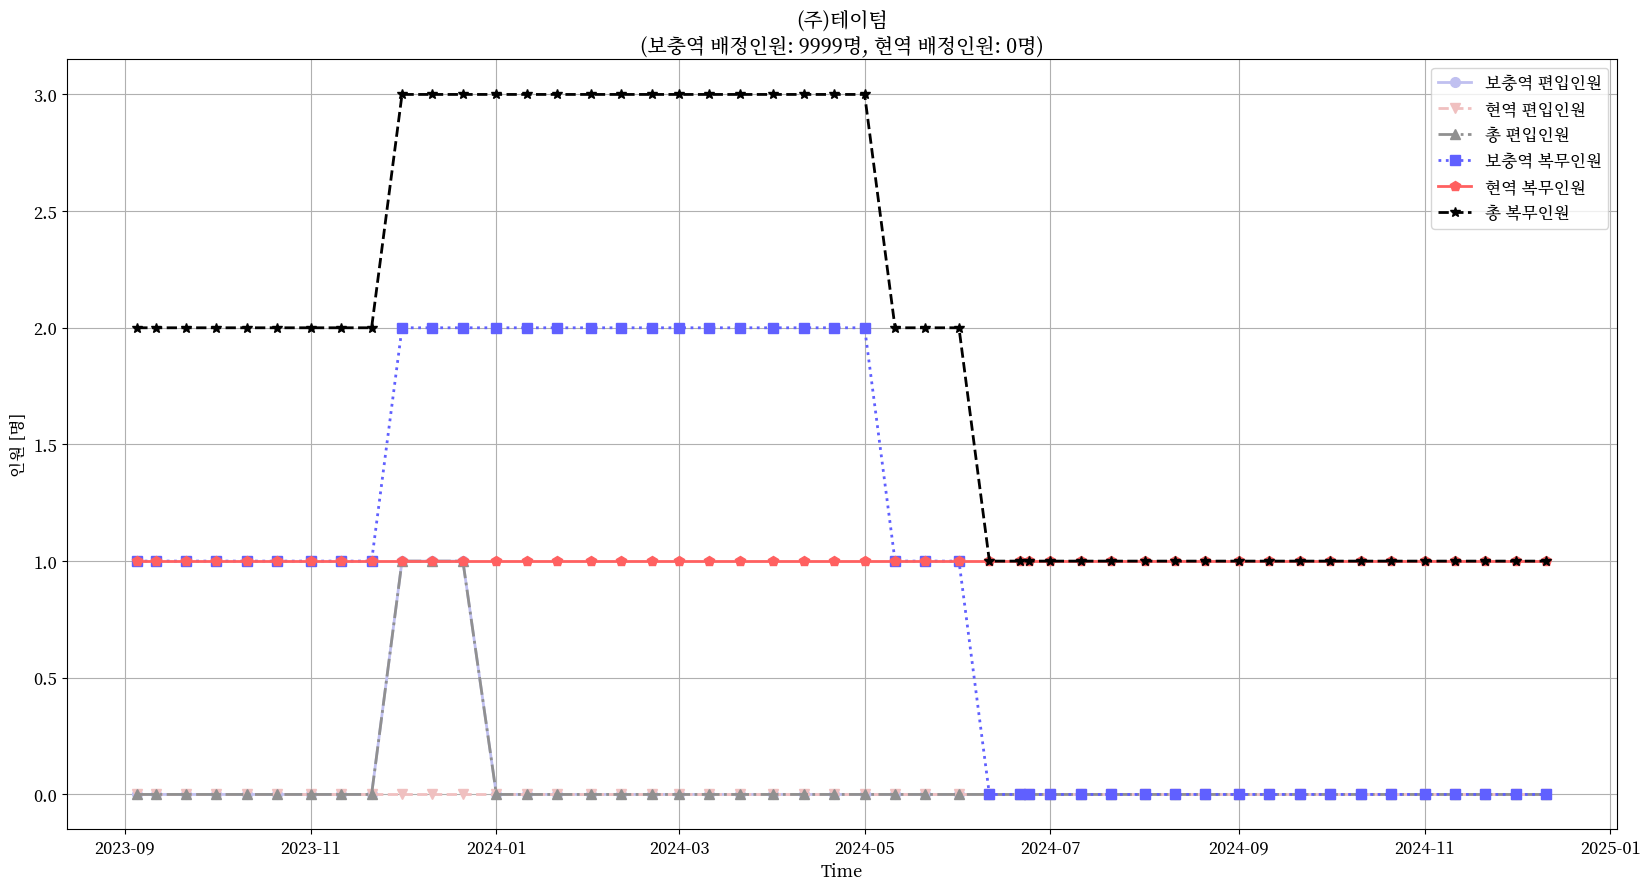 (주)테이텀
(보충역 배정인원: 9999명, 현역 배정인원: 0명)
보충역 편입인원
현역 편입인원
총 편입인원
보충역 복무인원
현역 복무인원
총 복무인원
인원 [명]
3.0
2.5
2.0
1.5
1.0
0.5
0.0
2023-09 2023-11 2024-01 2024-03 2024-05 2024-07 2024-09 2024-11 2025-01
Time